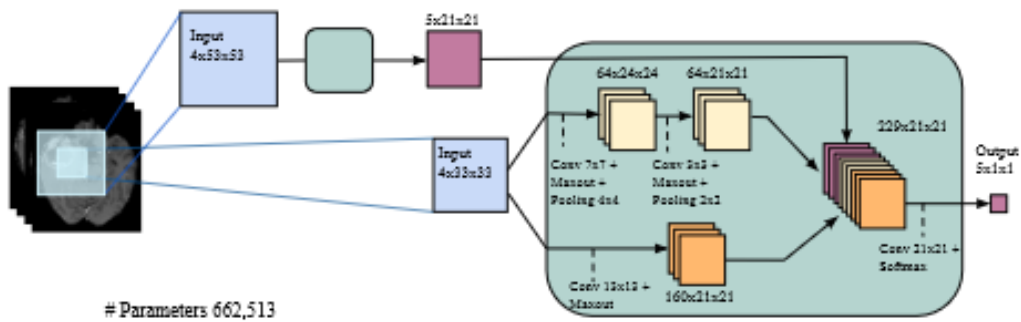 Input
4x53x53
5x21x21
Input
4x33x33
64x24x24
64x21x21
Conv 7x7 +
Maxout +
Pooling 4x4
Conv 3x3 +
Maxout +
Pooling 2x2
Conv 13x13 +
Maxout
160x21x21
229x21x21
Conv 21x21 +
Softmax
Output
5x1x1
# Parameters 662,513